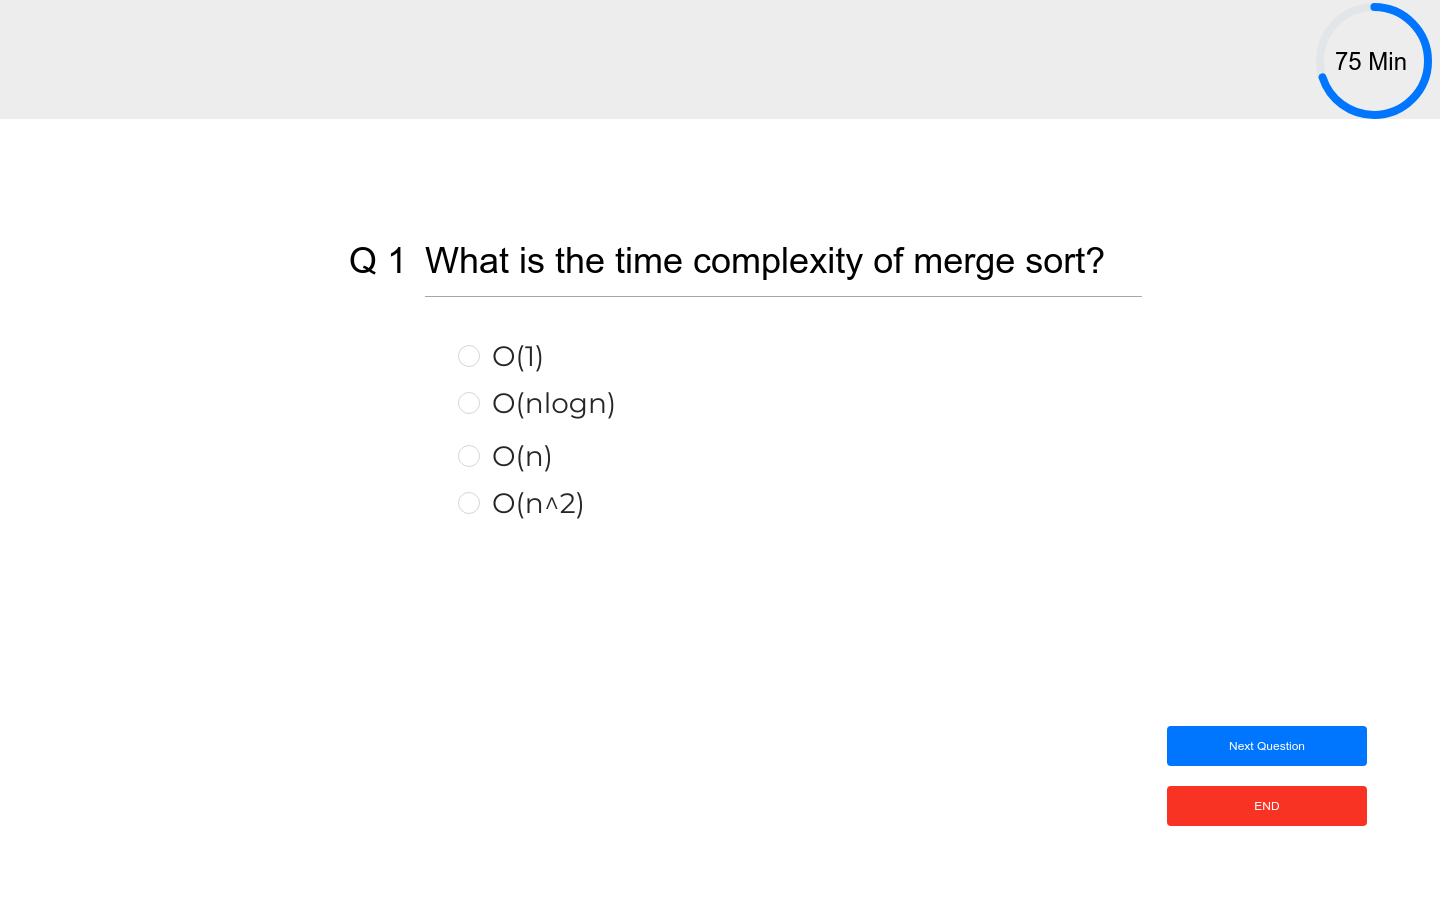 75 Min
Q 1 What is the time complexity of merge sort?
O(1)
O(nlogn)
O(n)
O(n^2)
Next Question
END